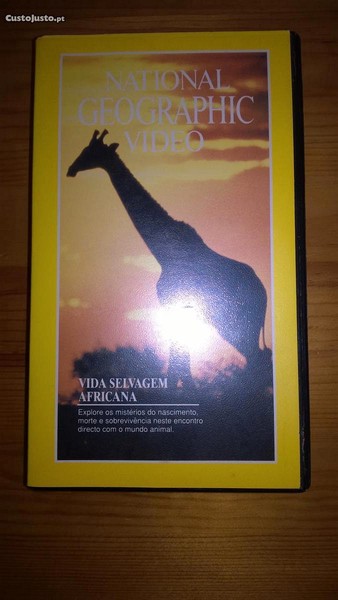 CustoJusto.pt
NATIONAL
GEOGRAPHIC
VIDEO
VIDA SELVAGEM
AFRICANA
Explore os mistérios do nascimento,
morte e sobrevivência neste encontro
directo com o mundo animal.